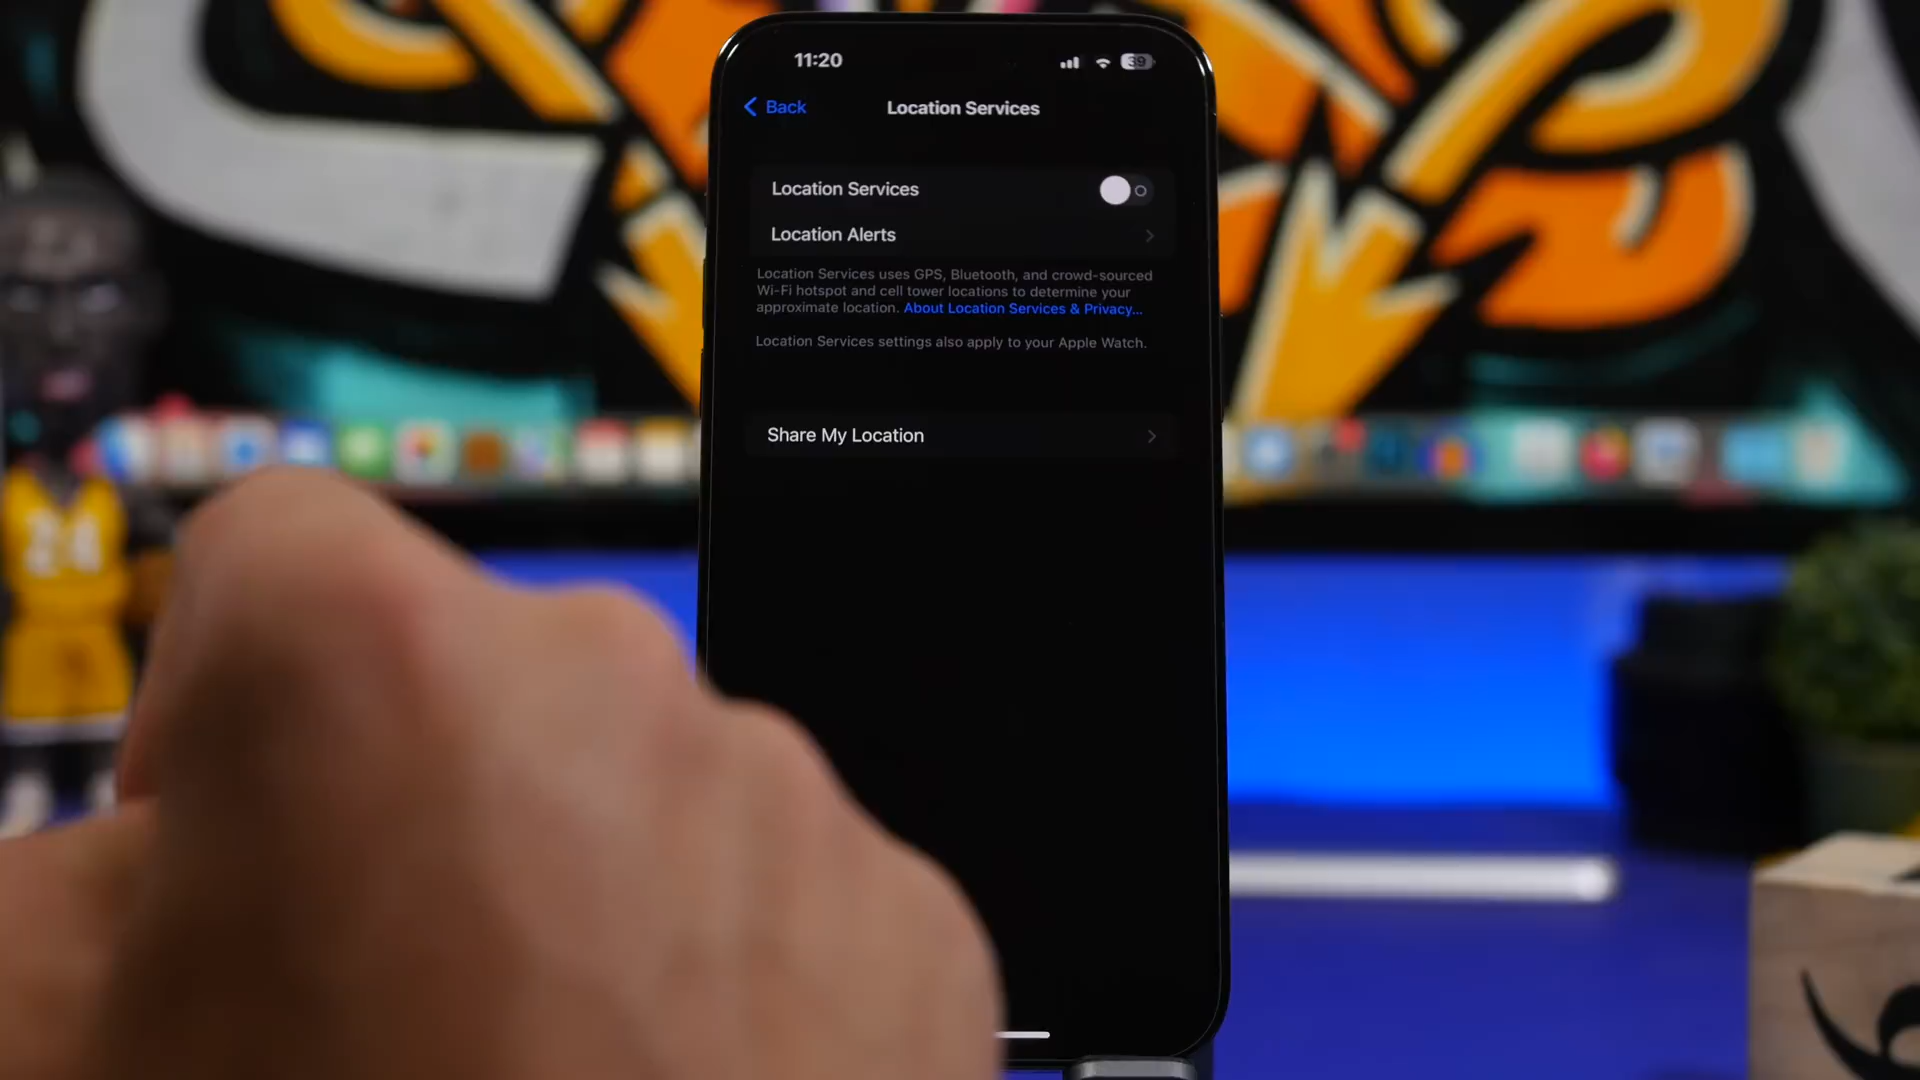 11:20
39
Back
Location Services
Location Services
Location Alerts
Location Services uses GPS, Bluetooth, and crowd-sourced
Wi-Fi hotspot and cell tower locations to determine your
approximate location. About Location Services & Privacy...
Location Services settings also apply to your Apple Watch.
Share My Location
24